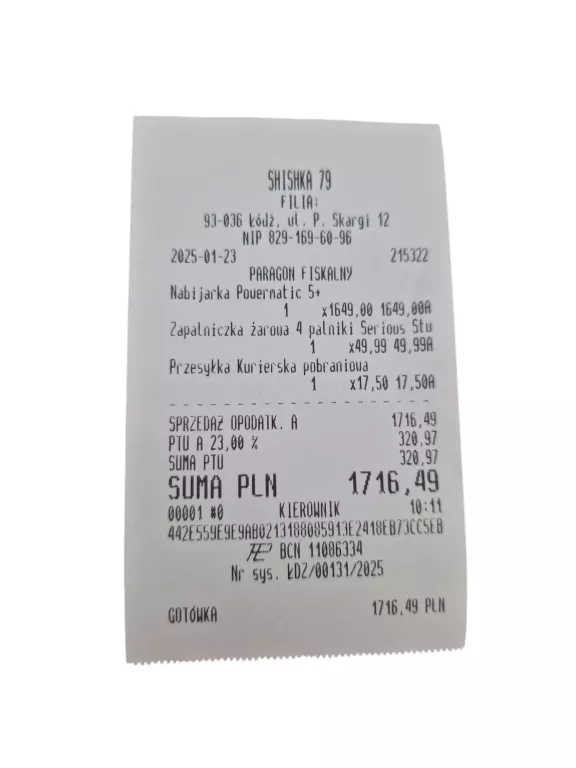 SHISHKA 79
FILIA:
93-036 Łódź, ul. P. Skargi 12
NIP 829-169-60-96
2025-01-23 215322
PARAGON FISKALNY
Nabijarka Powermatic 5+
1 x1649,00 1649,00A
Zapalniczka żarowa 4 palniki Serious Stu
1 x49,99 49,99A
Przesyłka Kurierska pobraniowa
1 x17,50 17,50A
SPRZEDAŻ OPODATK. A 1716,49
PTU A 23,00 % 320,97
SUMA PTU 320,97
SUMA PLN 1716,49
00001 #0 KIEROWNIK 10:11
442E559E9E9AB0213188085913E2418EB73CC5EB
BCN 11086334
Nr sys. ŁDZ/00131/2025
GOTÓWKA 1716,49 PLN